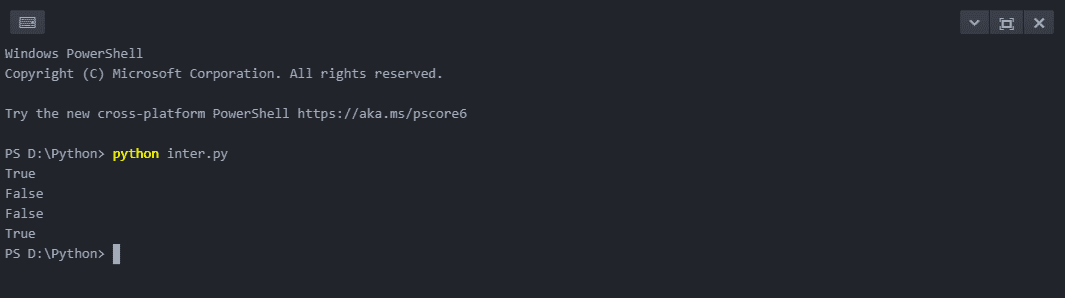 Windows PowerShell
Copyright (C) Microsoft Corporation. All rights reserved.
Try the new cross-platform PowerShell https://aka.ms/pscore6
PS D:\Python> python inter.py
True
False
False
True
PS D:\Python>